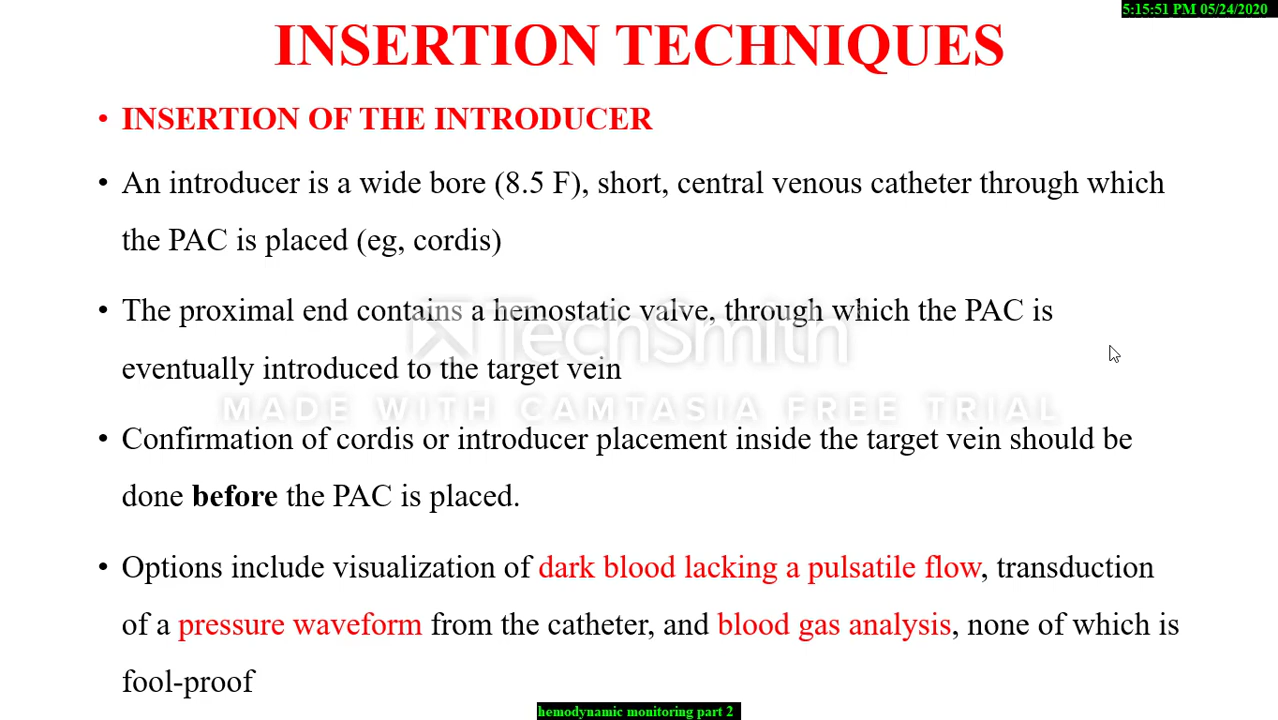 5:15:51 PM 05/24/2020
INSERTION TECHNIQUES
• INSERTION OF THE INTRODUCER
• An introducer is a wide bore (8.5 F), short, central venous catheter through which
the PAC is placed (eg, cordis)
• The proximal end contains a hemostatic valve, through which the PAC is
eventually introduced to the target vein
TechSmith
MADE WITH CAMTASIA FREE TRIAL
• Confirmation of cordis or introducer placement inside the target vein should be
done before the PAC is placed.
• Options include visualization of dark blood lacking a pulsatile flow, transduction
of a pressure waveform from the catheter, and blood gas analysis, none of which is
fool-proof
hemodynamic monitoring part 2